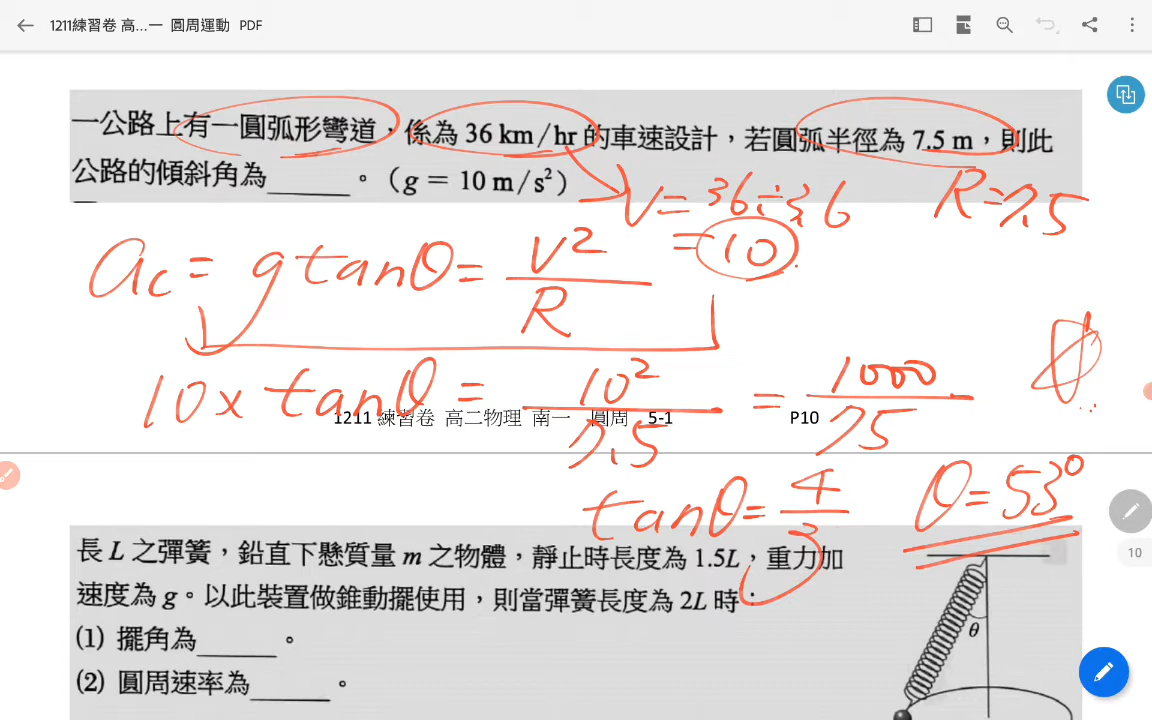 1211練習卷 高...一 圓周運動 PDF
一公路上有一圓弧形彎道，係為 36 km/hr 的車速設計，若圓弧半徑為 7.5 m，則此
公路的傾斜角為______。（g = 10 m/s²）
V = 36÷3.6
= 10
R = 7.5
ac = g tanθ = V²/R
10 × tanθ = 10²/7.5 = 1000/75
1211 練習卷 高二物理 南一 圓周 5-1 P10
tanθ = 4/3
θ = 53°
長 L 之彈簧，鉛直下懸質量 m 之物體，靜止時長度為 1.5L，重力加
速度為 g。以此裝置做錐動擺使用，則當彈簧長度為 2L 時：
(1) 擺角為______。
(2) 圓周速率為______。
θ
10